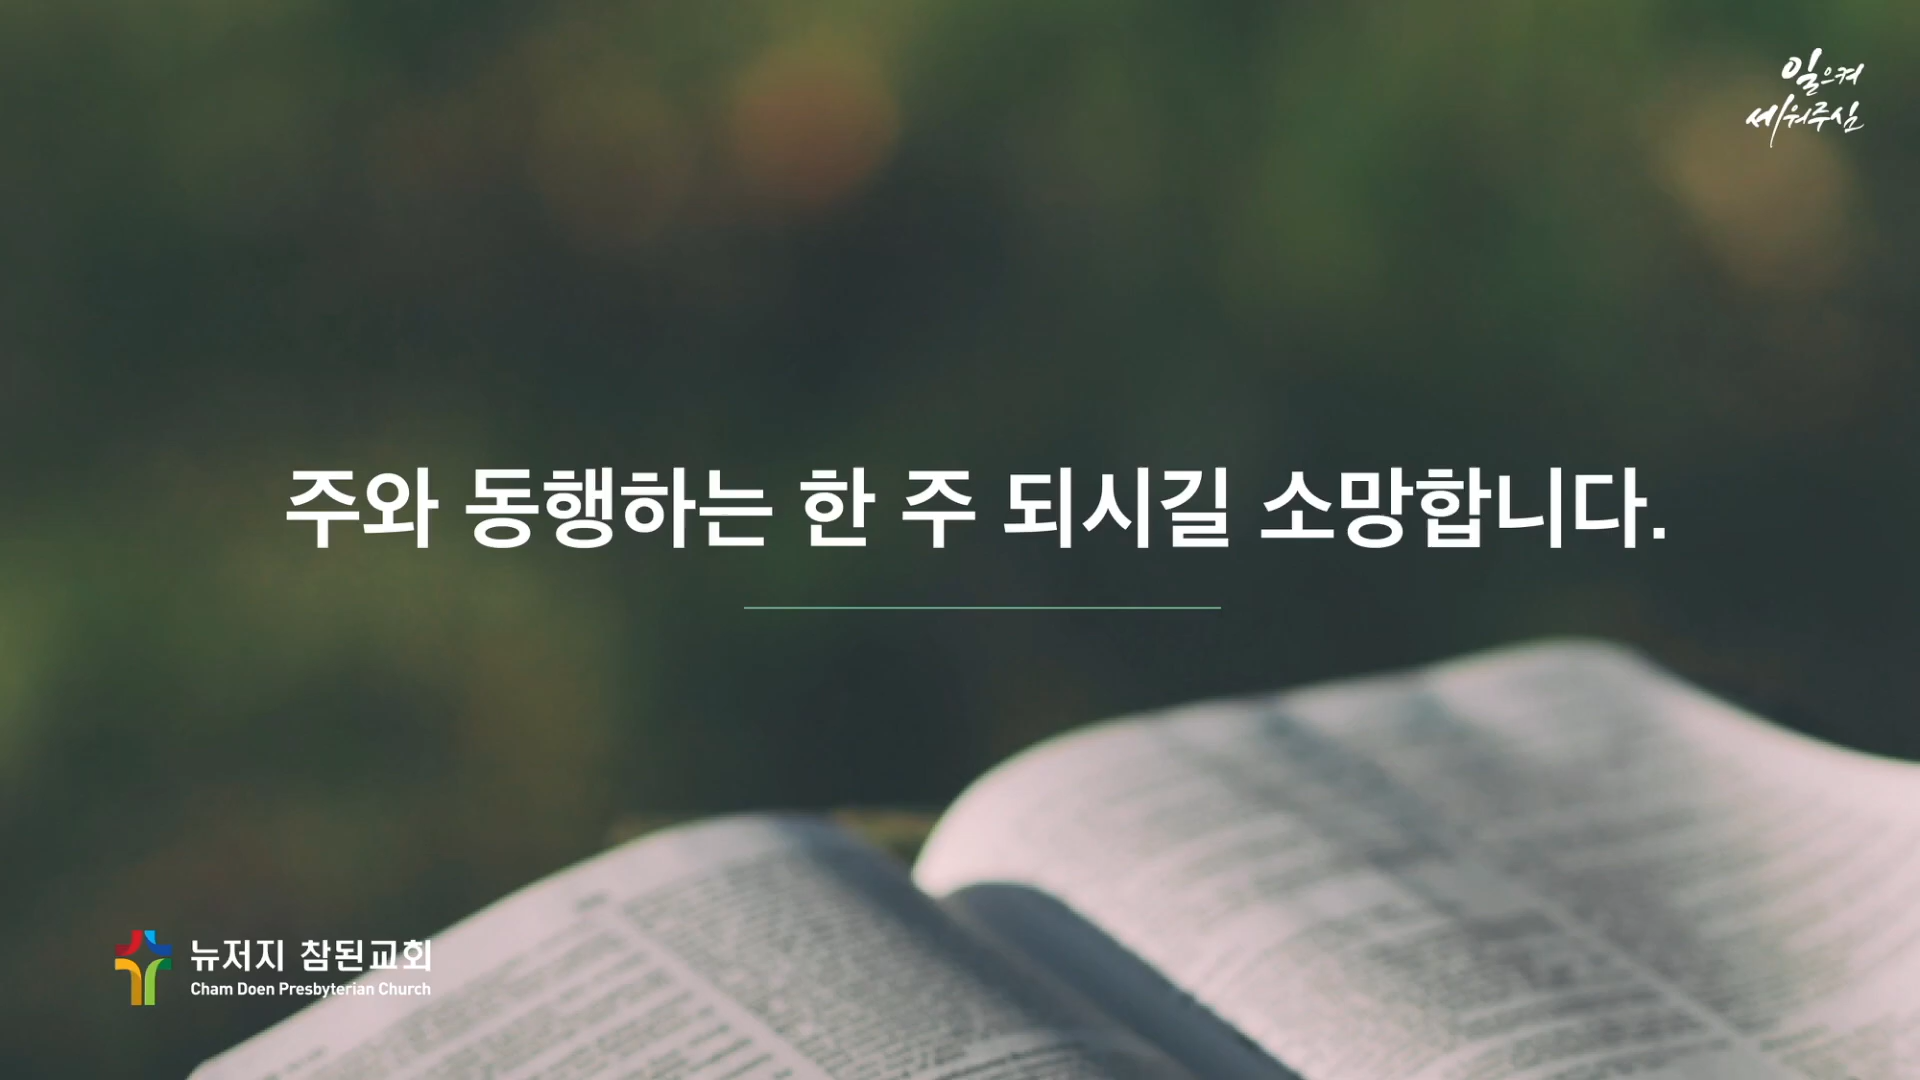 일으켜
세워주심
주와 동행하는 한 주 되시길 소망합니다.
뉴저지 참된교회
Cham Doen Presbyterian Church